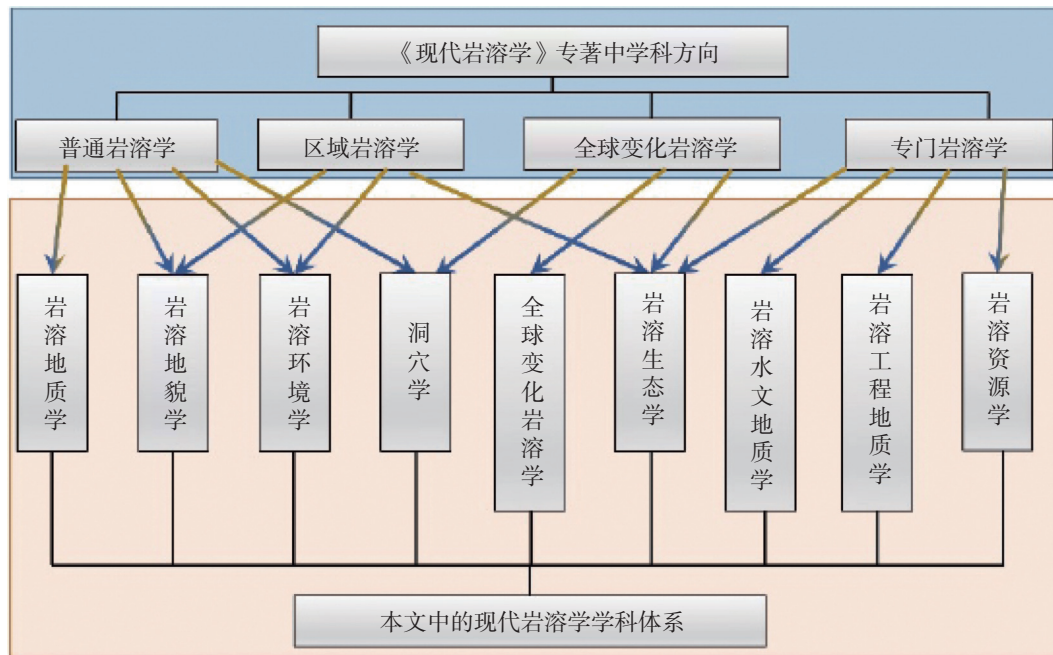 《现代岩溶学》专著中学科方向
普通岩溶学
区域岩溶学
全球变化岩溶学
专门岩溶学
岩溶地质学
岩溶地貌学
岩溶环境学
洞穴学
全球变化岩溶学
岩溶生态学
岩溶水文地质学
岩溶工程地质学
岩溶资源学
本文中的现代岩溶学学科体系